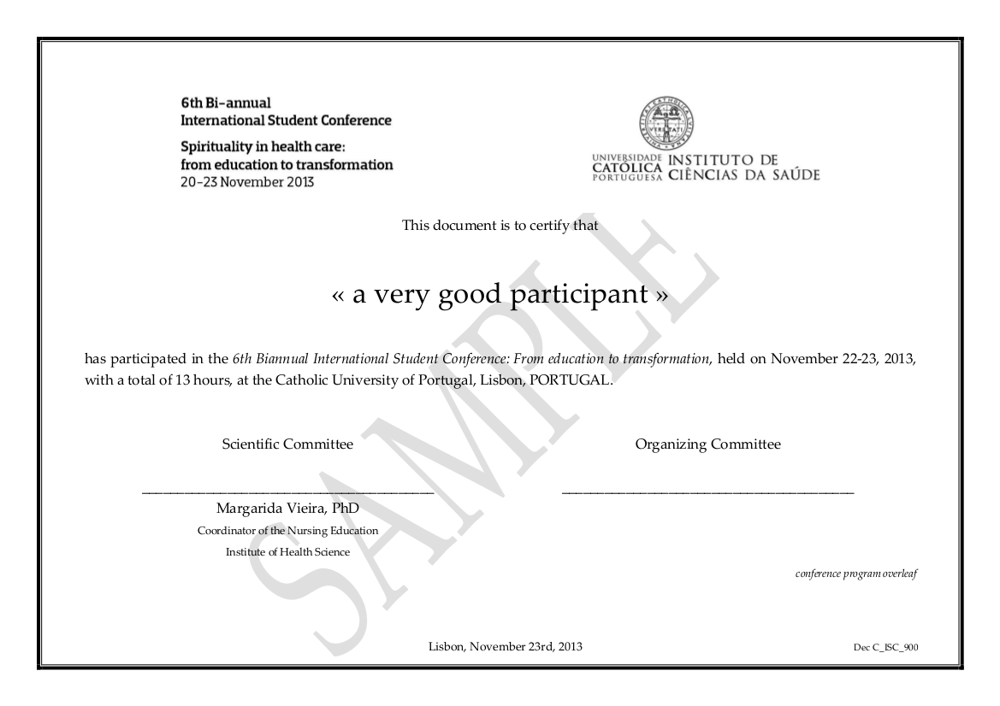 6th Bi-annual
International Student Conference
Spirituality in health care:
from education to transformation
20-23 November 2013
UNIVERSIDADE
CATÓLICA
PORTUGUESA
INSTITUTO DE
CIÊNCIAS DA SAÚDE
This document is to certify that
« a very good participant »
has participated in the 6th Biannual International Student Conference: From education to transformation, held on November 22-23, 2013,
with a total of 13 hours, at the Catholic University of Portugal, Lisbon, PORTUGAL.
SAMPLE
Scientific Committee
Organizing Committee
Margarida Vieira, PhD
Coordinator of the Nursing Education
Institute of Health Science
conference program overleaf
Lisbon, November 23rd, 2013
Dec C_ISC_900